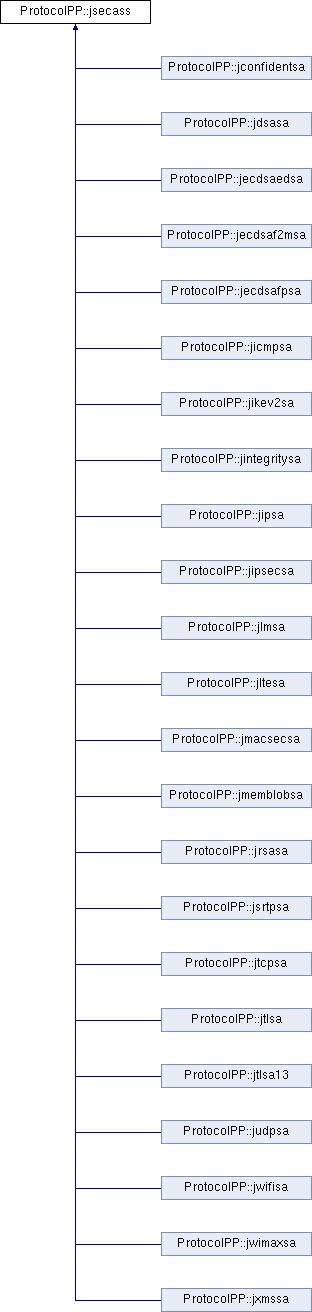 ProtocolPP::jsecass
ProtocolPP::jconfidentsa
ProtocolPP::jdsasa
ProtocolPP::jecdsaedsa
ProtocolPP::jecdsaf2msa
ProtocolPP::jecdsafpsa
ProtocolPP::jicmpsa
ProtocolPP::jikev2sa
ProtocolPP::jintegritysa
ProtocolPP::jipsa
ProtocolPP::jipsecsa
ProtocolPP::jlmsa
ProtocolPP::jltesa
ProtocolPP::jmacsecsa
ProtocolPP::jmemblobsa
ProtocolPP::jrsasa
ProtocolPP::jsrtpsa
ProtocolPP::jtcpsa
ProtocolPP::jtlsa
ProtocolPP::jtlsa13
ProtocolPP::judpsa
ProtocolPP::jwifisa
ProtocolPP::jwimaxsa
ProtocolPP::jxmssa